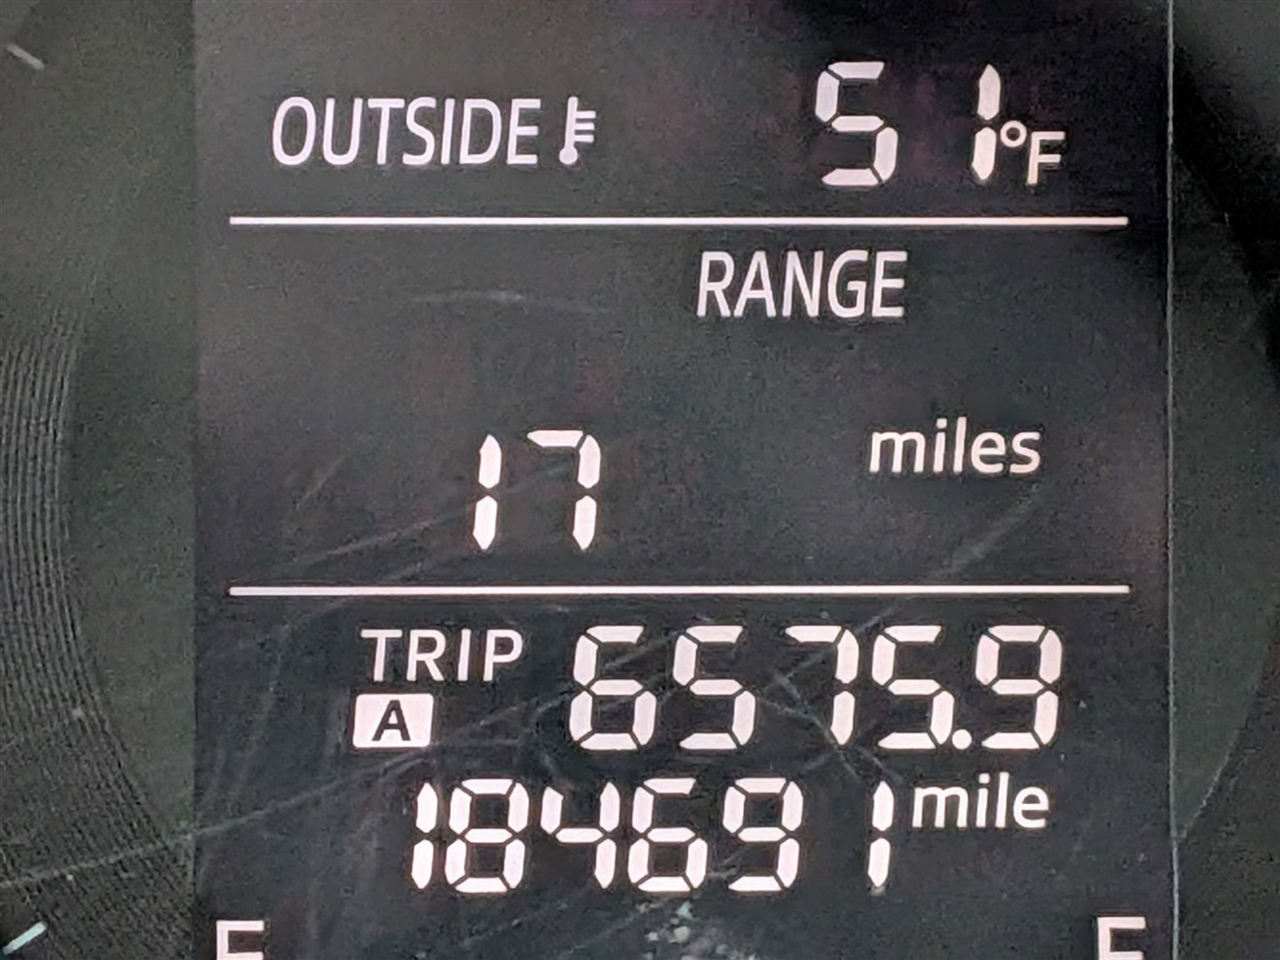 OUTSIDE 51°F
RANGE
17 miles
TRIP A 6575.9
184691 mile